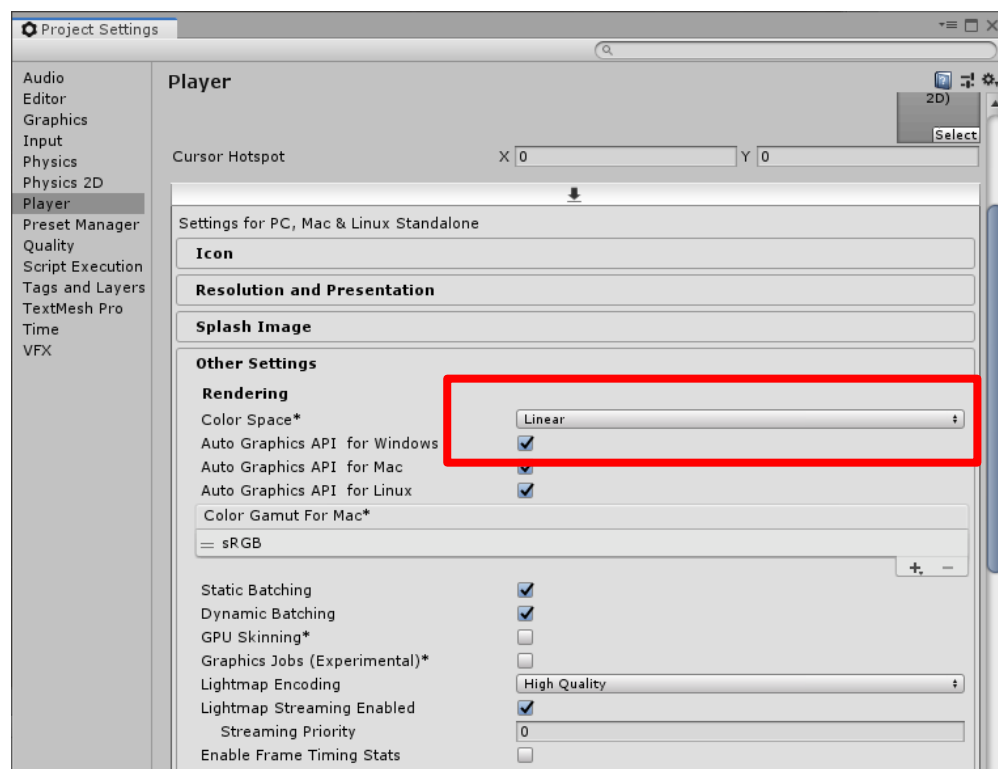 Project Settings
Audio
Editor
Graphics
Input
Physics
Physics 2D
Player
Preset Manager
Quality
Script Execution
Tags and Layers
TextMesh Pro
Time
VFX
Player
2D)
Select
Cursor Hotspot X 0 Y 0
Settings for PC, Mac & Linux Standalone
Icon
Resolution and Presentation
Splash Image
Other Settings
Rendering
Color Space* Linear
Auto Graphics API for Windows
Auto Graphics API for Mac
Auto Graphics API for Linux
Color Gamut For Mac*
= sRGB
Static Batching
Dynamic Batching
GPU Skinning*
Graphics Jobs (Experimental)*
Lightmap Encoding High Quality
Lightmap Streaming Enabled
Streaming Priority 0
Enable Frame Timing Stats